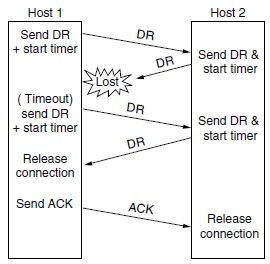 Host 1
Host 2
Send DR
+ start timer
DR
Send DR &
start timer
DR
Lost
( Timeout)
send DR
+ start timer
DR
Send DR &
start timer
DR
Release
connection
Send ACK
ACK
Release
connection